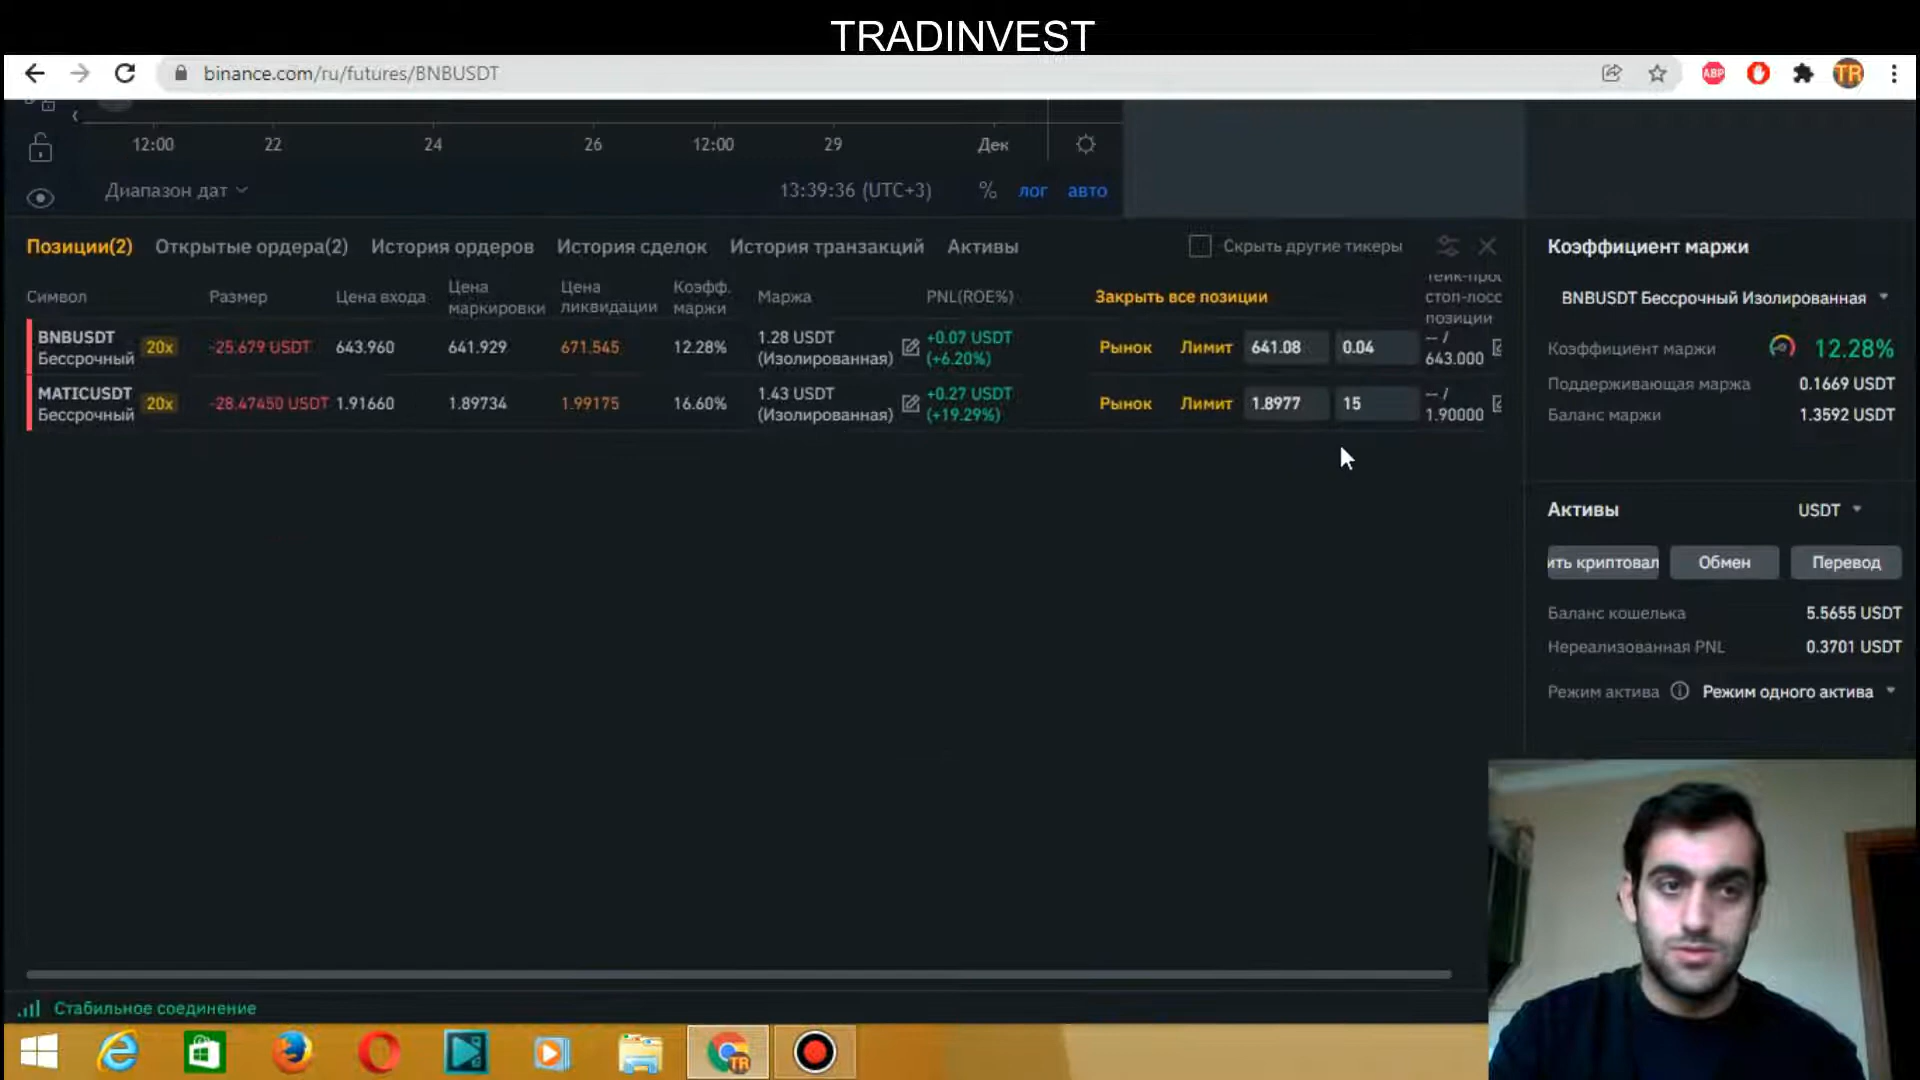 TRADINVEST
binance.com/ru/futures/BNBUSDT
ABP
TR
12:00 22 24 26 12:00 29 Дек
Диапазон дат
13:39:36 (UTC+3) % лог авто
Позиции(2) Открытые ордера(2) История ордеров История сделок История транзакций Активы
Скрыть другие тикеры
Символ Размер Цена входа Цена маркировки Цена ликвидации Коэфф. маржи Маржа PNL(ROE%) Закрыть все позиции
стоп-лосс
позиции
BNBUSDT 20x -25.679 USDT 643.960 641.929 671.545 12.28% 1.28 USDT +0.07 USDT Рынок Лимит 641.08 0.04 -- /
Бессрочный (Изолированная) (+6.20%) 643.000
MATICUSDT 20x -28.47450 USDT 1.91660 1.89734 1.99175 16.60% 1.43 USDT +0.27 USDT Рынок Лимит 1.8977 15 -- /
Бессрочный (Изолированная) (+19.29%) 1.90000
Коэффициент маржи
BNBUSDT Бессрочный Изолированная
Коэффициент маржи 12.28%
Поддерживающая маржа 0.1669 USDT
Баланс маржи 1.3592 USDT
Активы USDT
ить криптовал Обмен Перевод
Баланс кошелька 5.5655 USDT
Нереализованная PNL 0.3701 USDT
Режим актива Режим одного актива
Стабильное соединение
TR